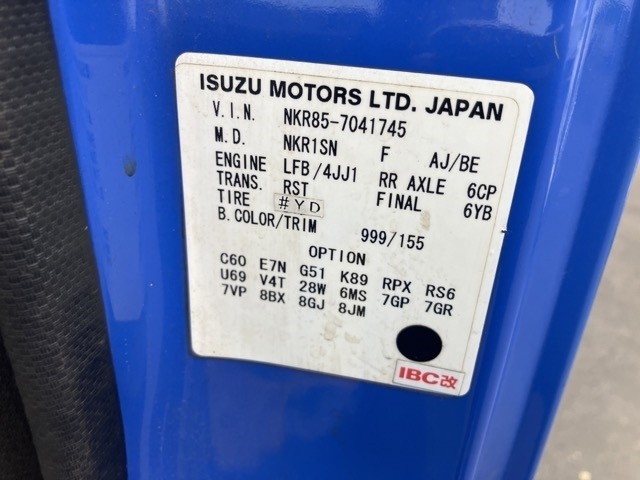 ISUZU MOTORS LTD. JAPAN
V.I.N. NKR85-7041745
M.D. NKR1SN F AJ/BE
ENGINE LFB/4JJ1 RR AXLE 6CP
TRANS. RST FINAL 6YB
TIRE #YD
B.COLOR/TRIM 999/155
OPTION
C60 E7N G51 K89 RPX RS6
U69 V4T 28W 6MS 7GP 7GR
7VP 8BX 8GJ 8JM
IBC改